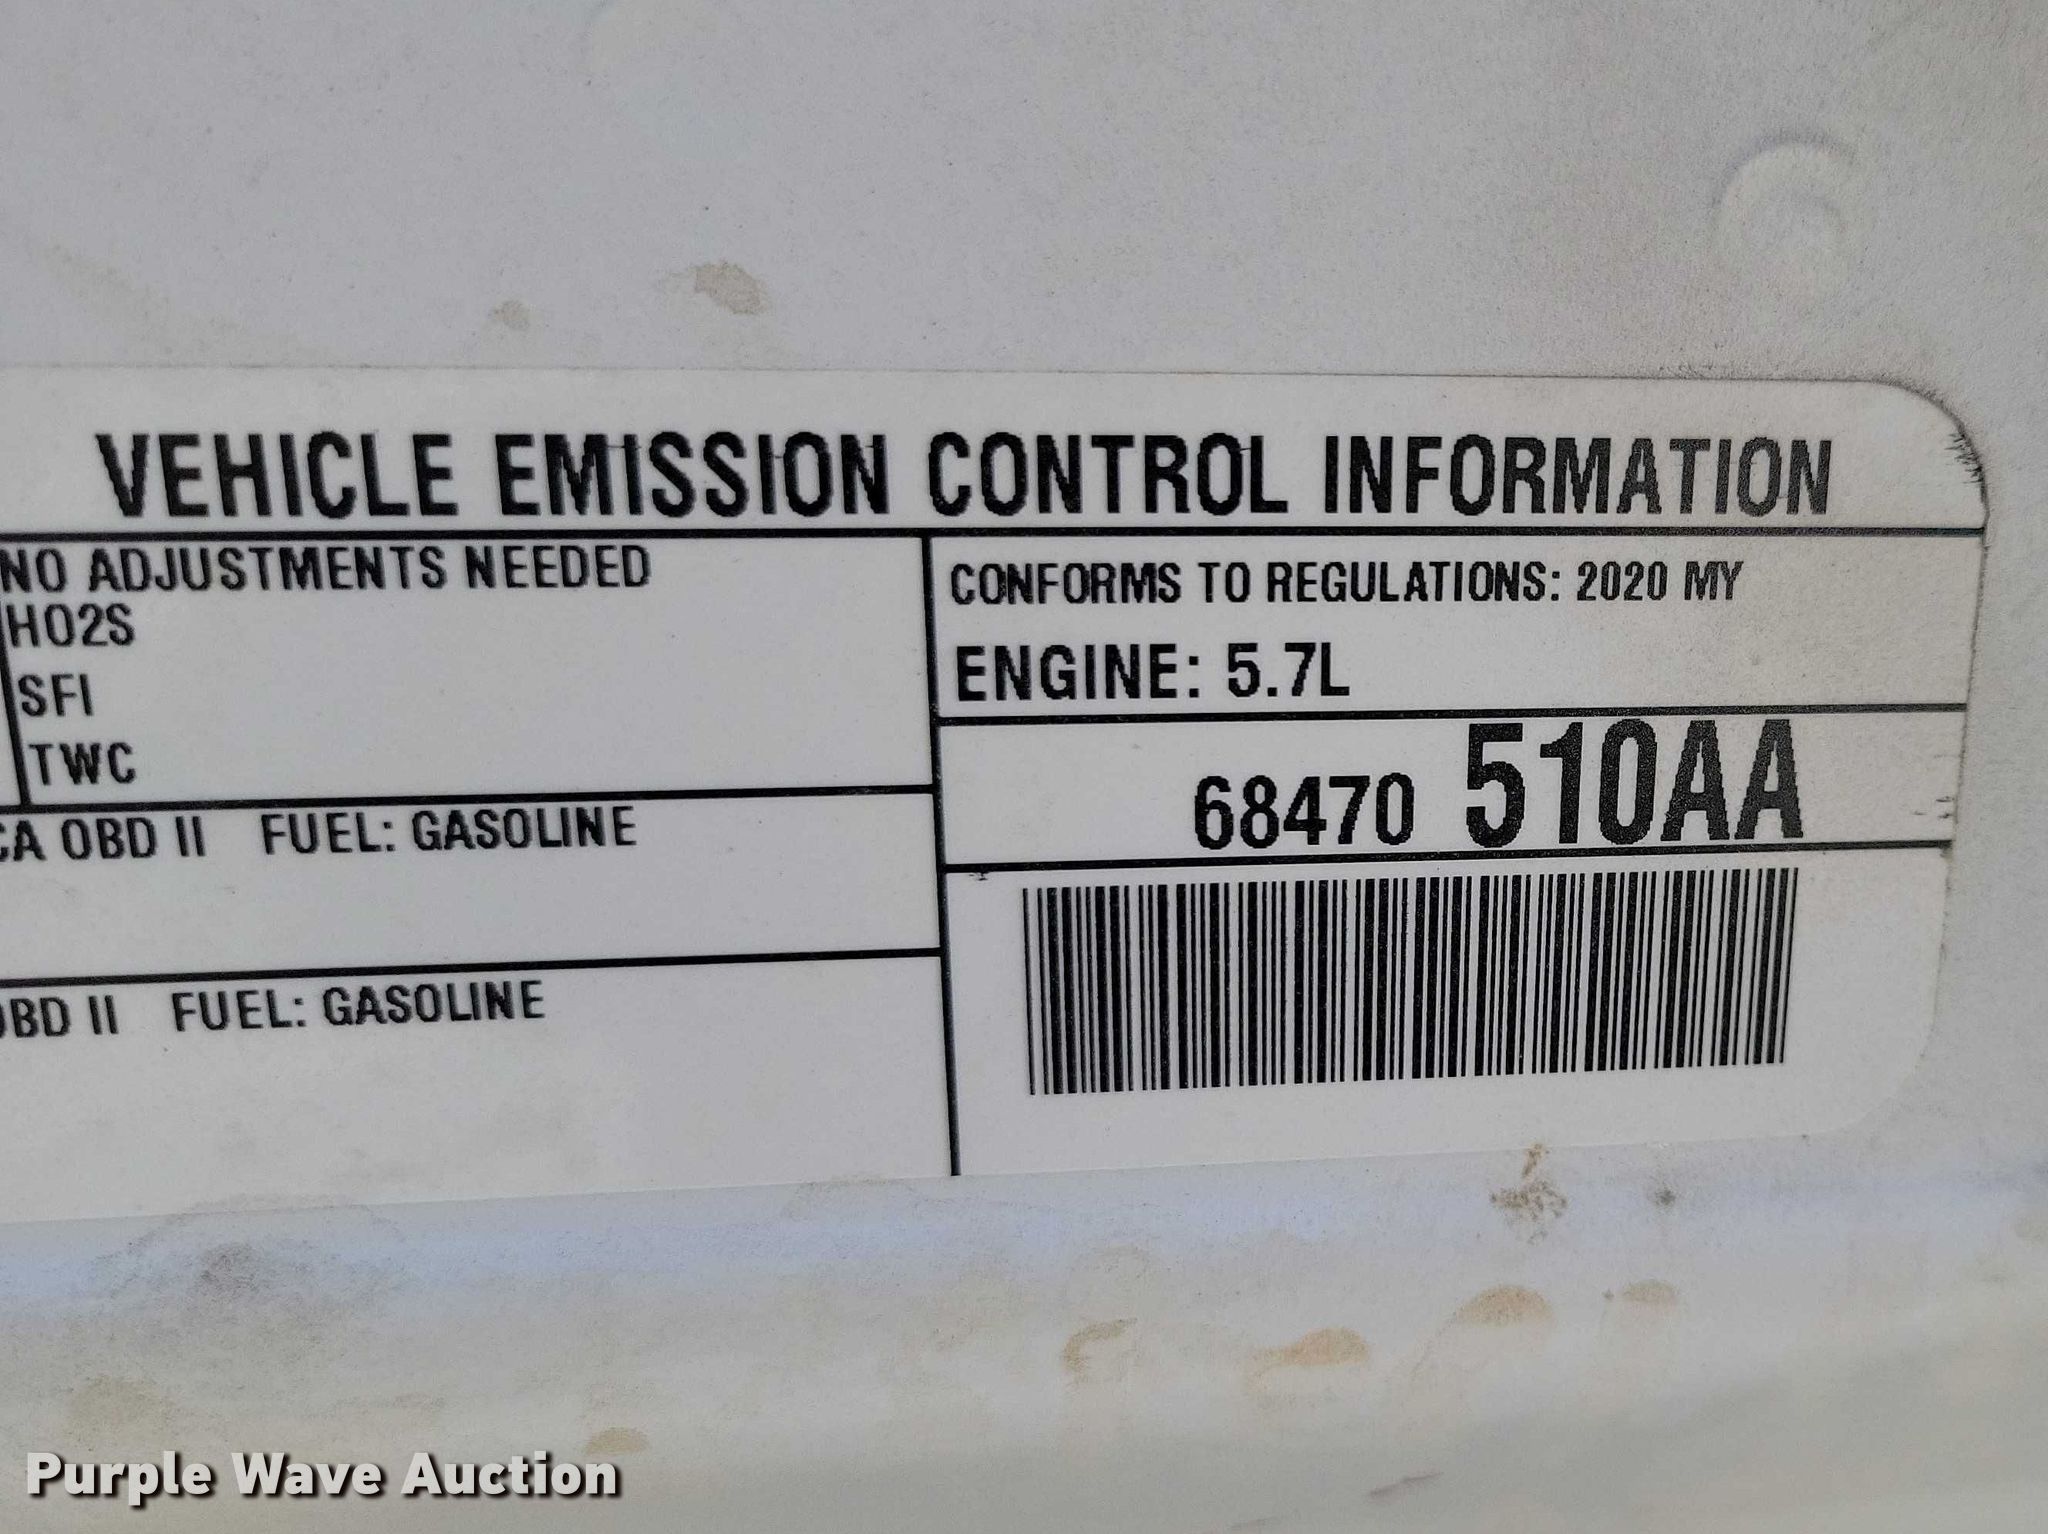 VEHICLE EMISSION CONTROL INFORMATION
NO ADJUSTMENTS NEEDED
HO2S
SFI
TWC
CA OBD II FUEL: GASOLINE
OBD II FUEL: GASOLINE
CONFORMS TO REGULATIONS: 2020 MY
ENGINE: 5.7L
68470 510AA
Purple Wave Auction